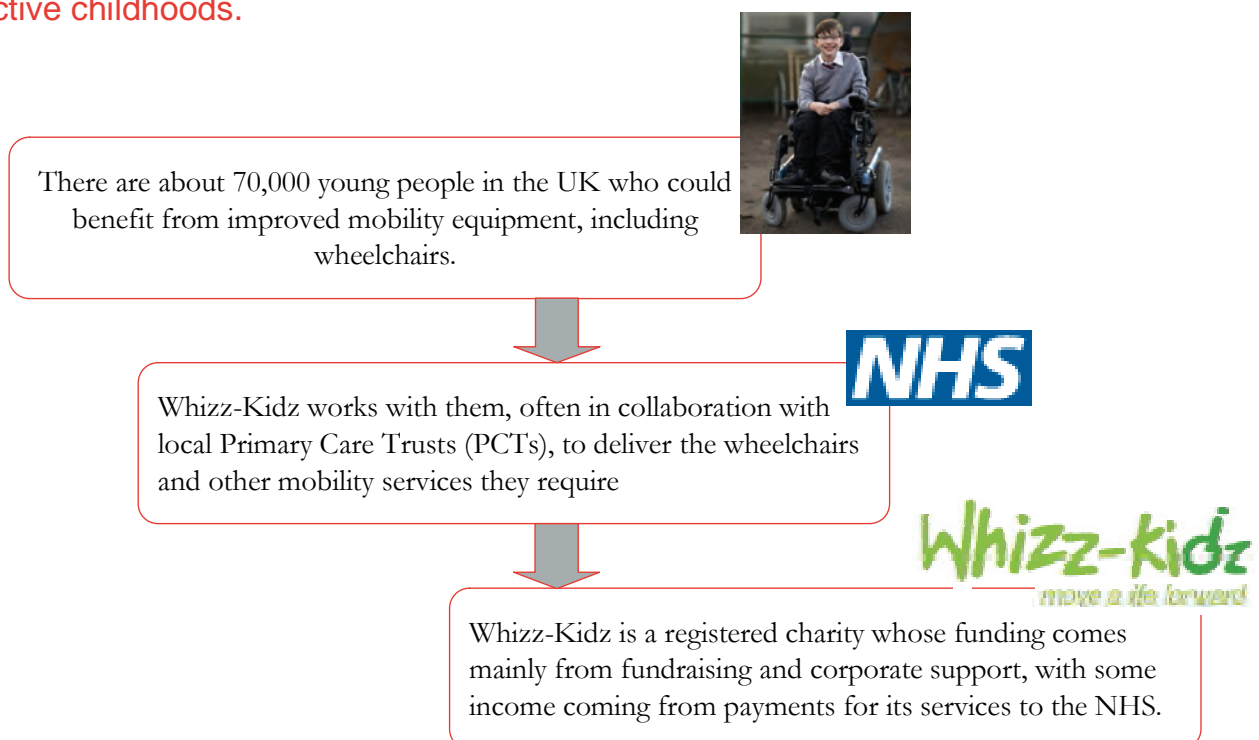 ctive childhoods.
There are about 70,000 young people in the UK who could
benefit from improved mobility equipment, including
wheelchairs.
NHS
Whizz-Kidz works with them, often in collaboration with
local Primary Care Trusts (PCTs), to deliver the wheelchairs
and other mobility services they require
Whizz-Kidz
move a life forward
Whizz-Kidz is a registered charity whose funding comes
mainly from fundraising and corporate support, with some
income coming from payments for its services to the NHS.